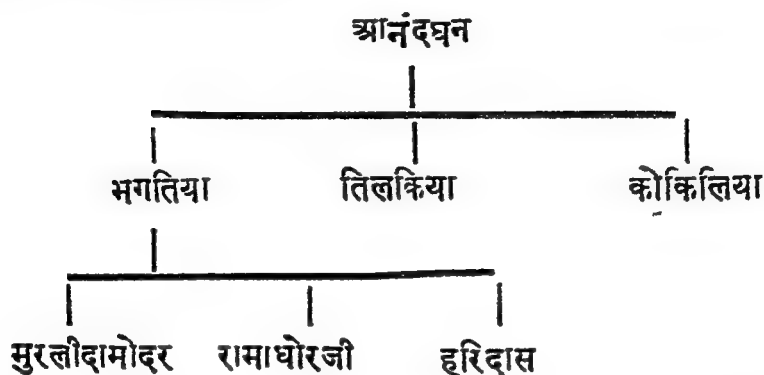 आनंदघन
भगतिया तिलकिया कोकिलिया
मुरलीदामोदर रामाधोरजी हरिदास